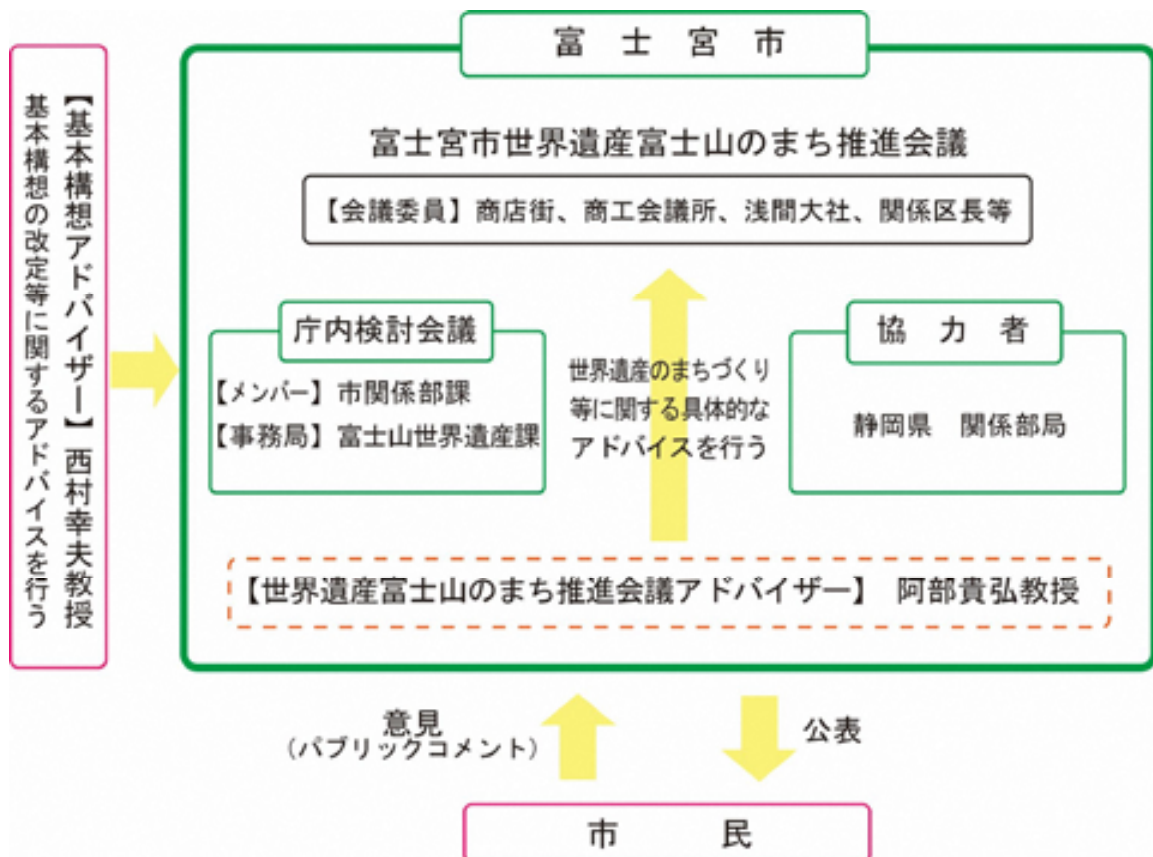 富士宮市
富士宮市世界遺産富士山のまち推進会議
【会議委員】商店街、商工会議所、浅間大社、関係区長等
【基本構想アドバイザー】西村幸夫教授
基本構想の改定等に関するアドバイスを行う
庁内検討会議
【メンバー】市関係部課
【事務局】富士山世界遺産課
世界遺産のまちづくり
等に関する具体的な
アドバイスを行う
協力者
静岡県　関係部局
【世界遺産富士山のまち推進会議アドバイザー】　阿部貴弘教授
意見
（パブリックコメント）
公表
市民